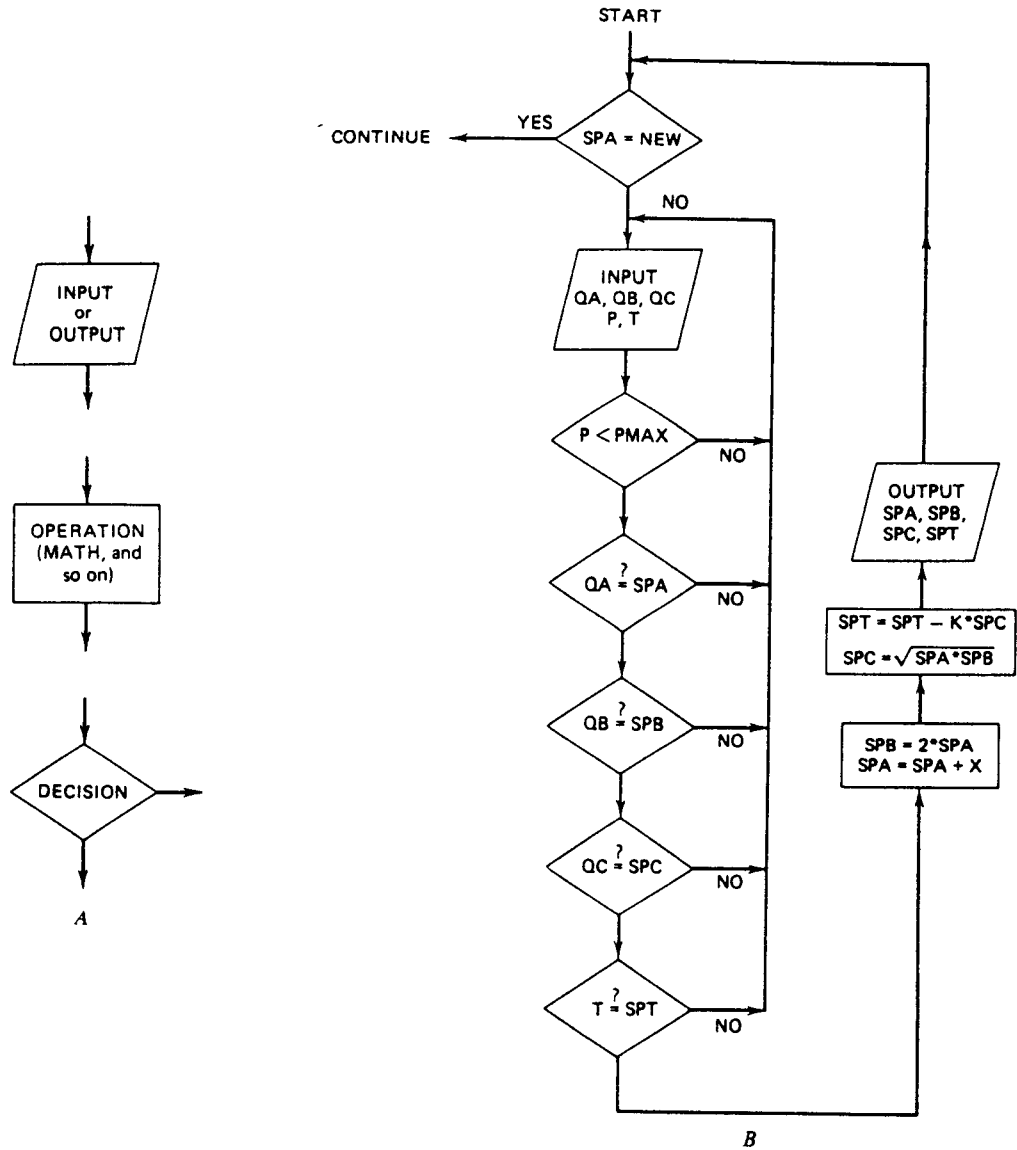 START
YES
CONTINUE
SPA = NEW
NO
INPUT
or
OUTPUT
INPUT
QA, QB, QC
P, T
P < PMAX
NO
OUTPUT
SPA, SPB,
SPC, SPT
OPERATION
(MATH, and
so on)
?
QA = SPA
NO
SPT = SPT – K*SPC
SPC = √SPA*SPB
?
QB = SPB
NO
SPB = 2*SPA
SPA = SPA + X
DECISION
?
QC = SPC
NO
A
?
T = SPT
NO
B